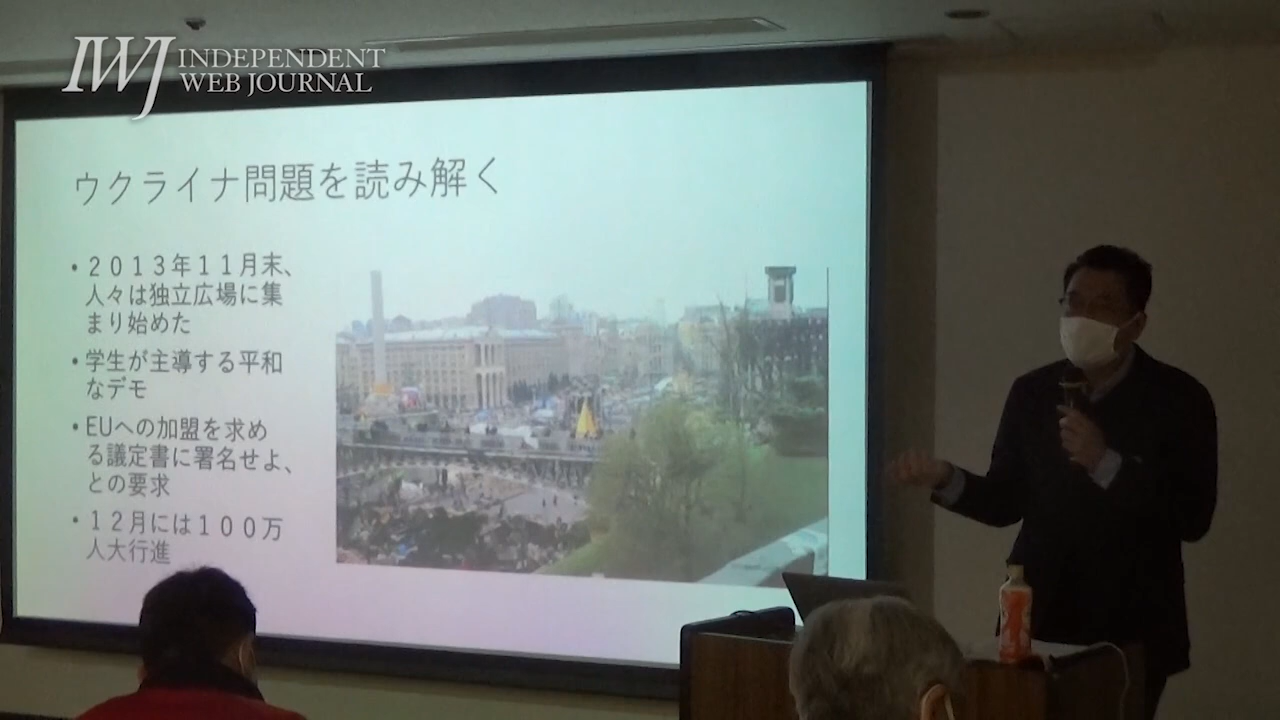 IWJ INDEPENDENT
WEB JOURNAL
ウクライナ問題を読み解く
・２０１３年１１月末、
人々は独立広場に集
まり始めた
・学生が主導する平和
なデモ
・EUへの加盟を求め
る議定書に署名せよ、
との要求
・１２月には１００万
人大行進